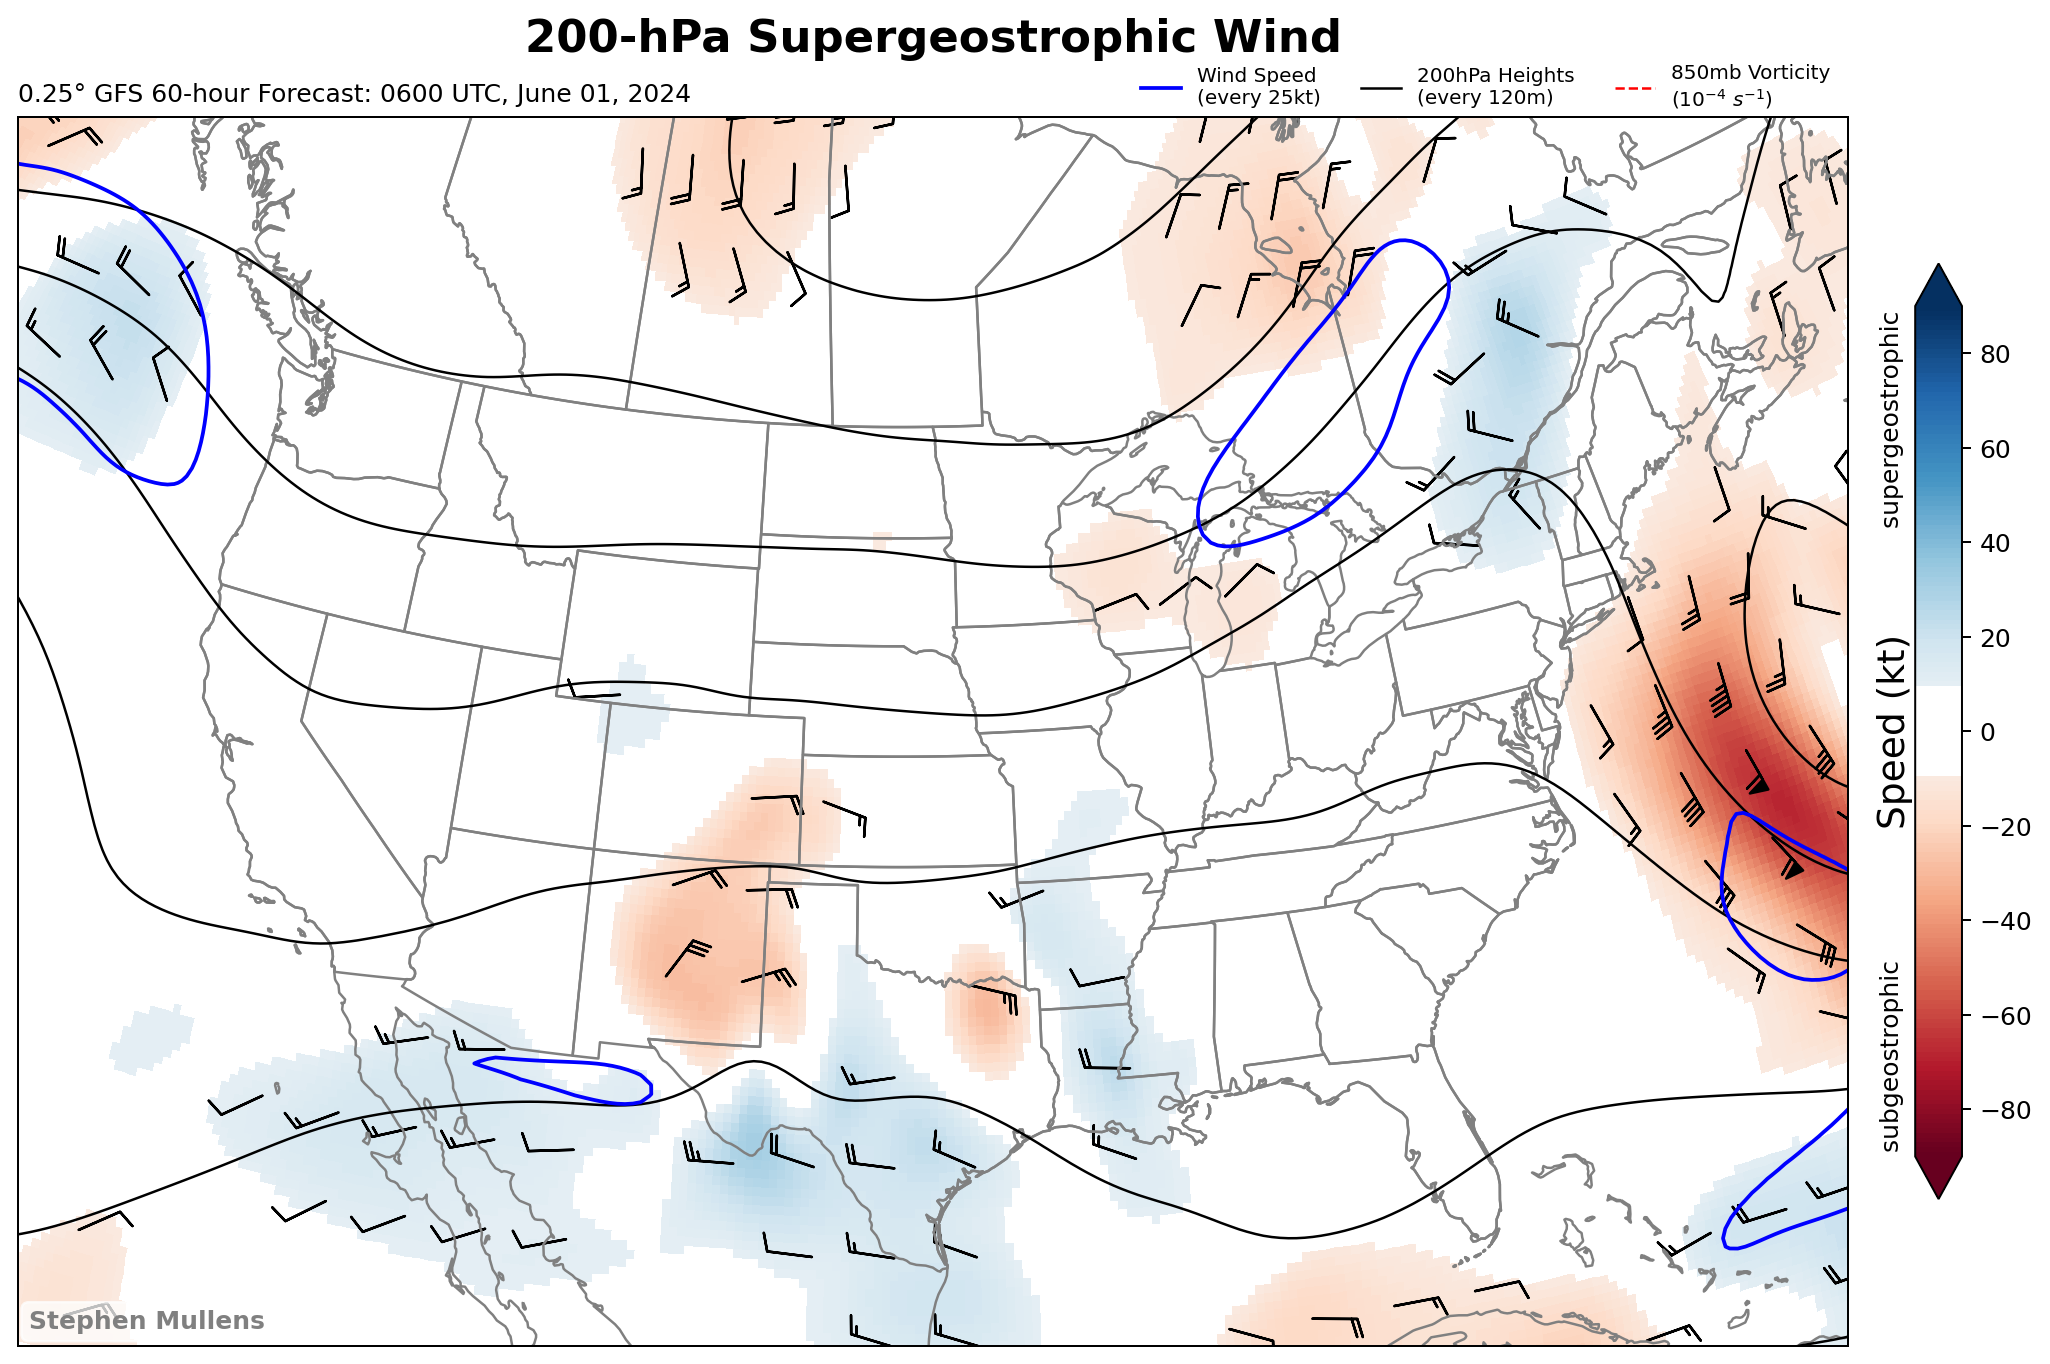 200-hPa Supergeostrophic Wind
0.25° GFS 60-hour Forecast: 0600 UTC, June 01, 2024
Wind Speed
(every 25kt)
200hPa Heights
(every 120m)
850mb Vorticity
(10⁻⁴ s⁻¹)
supergeostrophic
Speed (kt)
subgeostrophic
80
60
40
20
0
−20
−40
−60
−80
Stephen Mullens